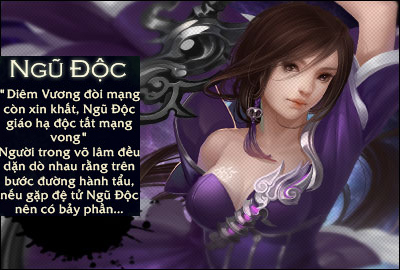 NGŨ ĐỘC
"Diêm Vương đòi mạng
còn xin khất, Ngũ Độc
giáo hạ độc tất mạng
vong"
Người trong võ lâm đều
dặn dò nhau rằng trên
bước đường hành tẩu,
nếu gặp đệ tử Ngũ Độc
nên có bảy phần...